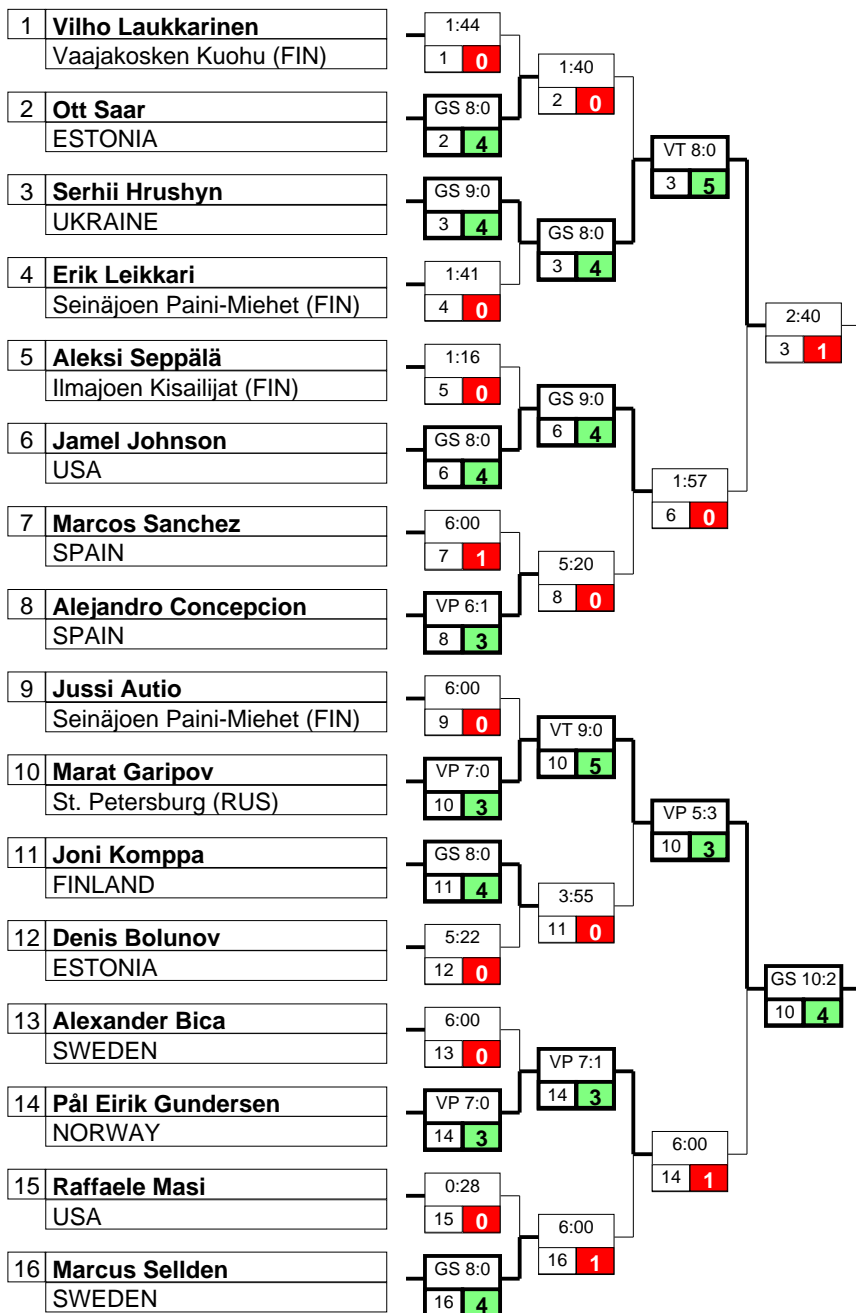 1 Vilho Laukkarinen
Vaajakosken Kuohu (FIN)
2 Ott Saar
ESTONIA
3 Serhii Hrushyn
UKRAINE
4 Erik Leikkari
Seinäjoen Paini-Miehet (FIN)
5 Aleksi Seppälä
Ilmajoen Kisailijat (FIN)
6 Jamel Johnson
USA
7 Marcos Sanchez
SPAIN
8 Alejandro Concepcion
SPAIN
9 Jussi Autio
Seinäjoen Paini-Miehet (FIN)
10 Marat Garipov
St. Petersburg (RUS)
11 Joni Komppa
FINLAND
12 Denis Bolunov
ESTONIA
13 Alexander Bica
SWEDEN
14 Pål Eirik Gundersen
NORWAY
15 Raffaele Masi
USA
16 Marcus Sellden
SWEDEN
1:44
1 0
GS 8:0
2 4
GS 9:0
3 4
1:41
4 0
1:16
5 0
GS 8:0
6 4
6:00
7 1
VP 6:1
8 3
6:00
9 0
VP 7:0
10 3
GS 8:0
11 4
5:22
12 0
6:00
13 0
VP 7:0
14 3
0:28
15 0
GS 8:0
16 4
1:40
2 0
GS 8:0
3 4
GS 9:0
6 4
5:20
8 0
VT 9:0
10 5
3:55
11 0
VP 7:1
14 3
6:00
16 1
VT 8:0
3 5
1:57
6 0
VP 5:3
10 3
6:00
14 1
2:40
3 1
GS 10:2
10 4